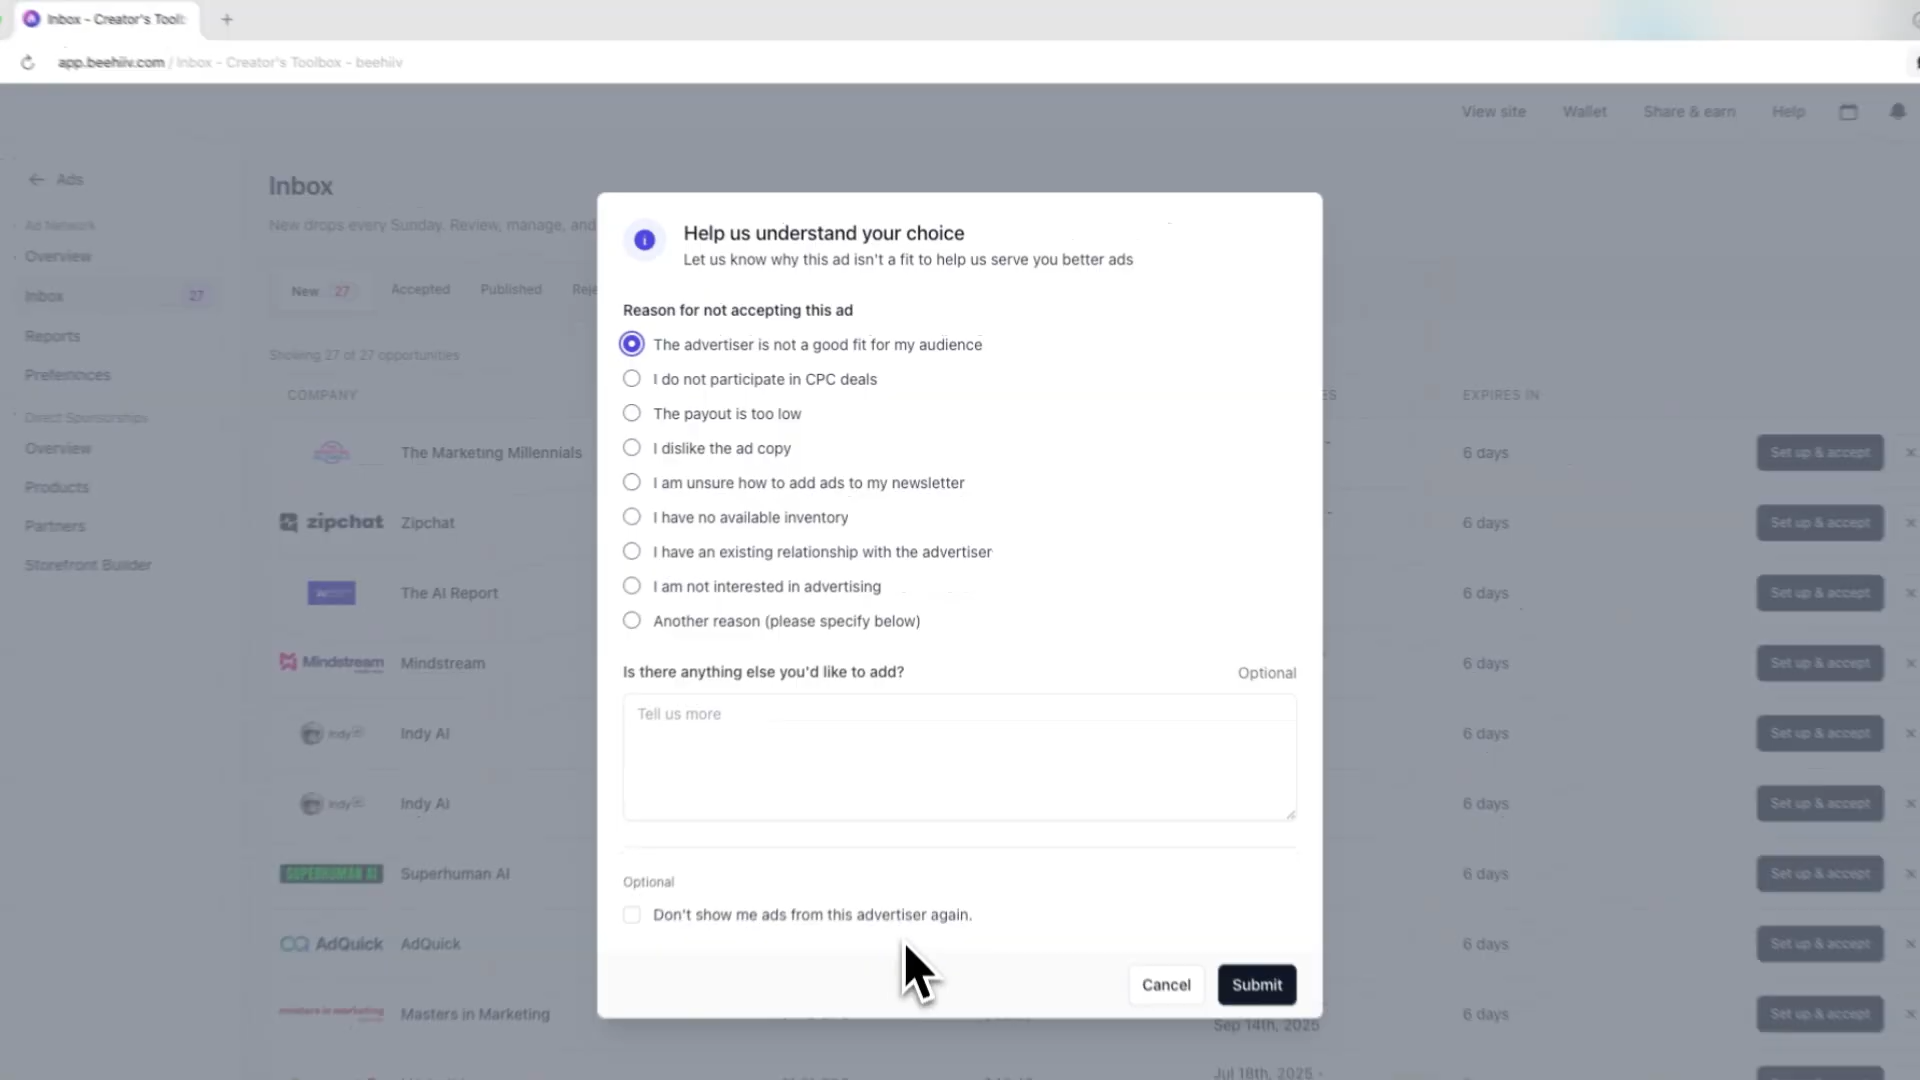 Inbox - Creator's Tool
app.beehiiv.com / Inbox - Creator's Toolbox - beehiiv
View site
Wallet
Share & earn
Help
Ads
Ad Network
Overview
Inbox
27
Reports
Preferences
Direct Sponsorships
Overview
Products
Partners
Storefront Builder
Inbox
New drops every Sunday. Review, manage, and
New 27
Accepted
Published
Showing 27 of 27 opportunities
COMPANY
EXPIRES IN
The Marketing Millennials
6 days
Set up & accept
zipchat
Zipchat
6 days
Set up & accept
The AI Report
6 days
Set up & accept
Mindstream
Mindstream
6 days
Set up & accept
Indy AI
6 days
Set up & accept
Indy AI
6 days
Set up & accept
SUPERHUMAN AI
Superhuman AI
6 days
Set up & accept
AdQuick
AdQuick
6 days
Set up & accept
masters in marketing
Masters in Marketing
Sep 14th, 2025
6 days
Set up & accept
Jul 18th, 2025 -
Help us understand your choice
Let us know why this ad isn't a fit to help us serve you better ads
Reason for not accepting this ad
The advertiser is not a good fit for my audience
I do not participate in CPC deals
The payout is too low
I dislike the ad copy
I am unsure how to add ads to my newsletter
I have no available inventory
I have an existing relationship with the advertiser
I am not interested in advertising
Another reason (please specify below)
Is there anything else you'd like to add?
Optional
Tell us more
Optional
Don't show me ads from this advertiser again.
Cancel
Submit